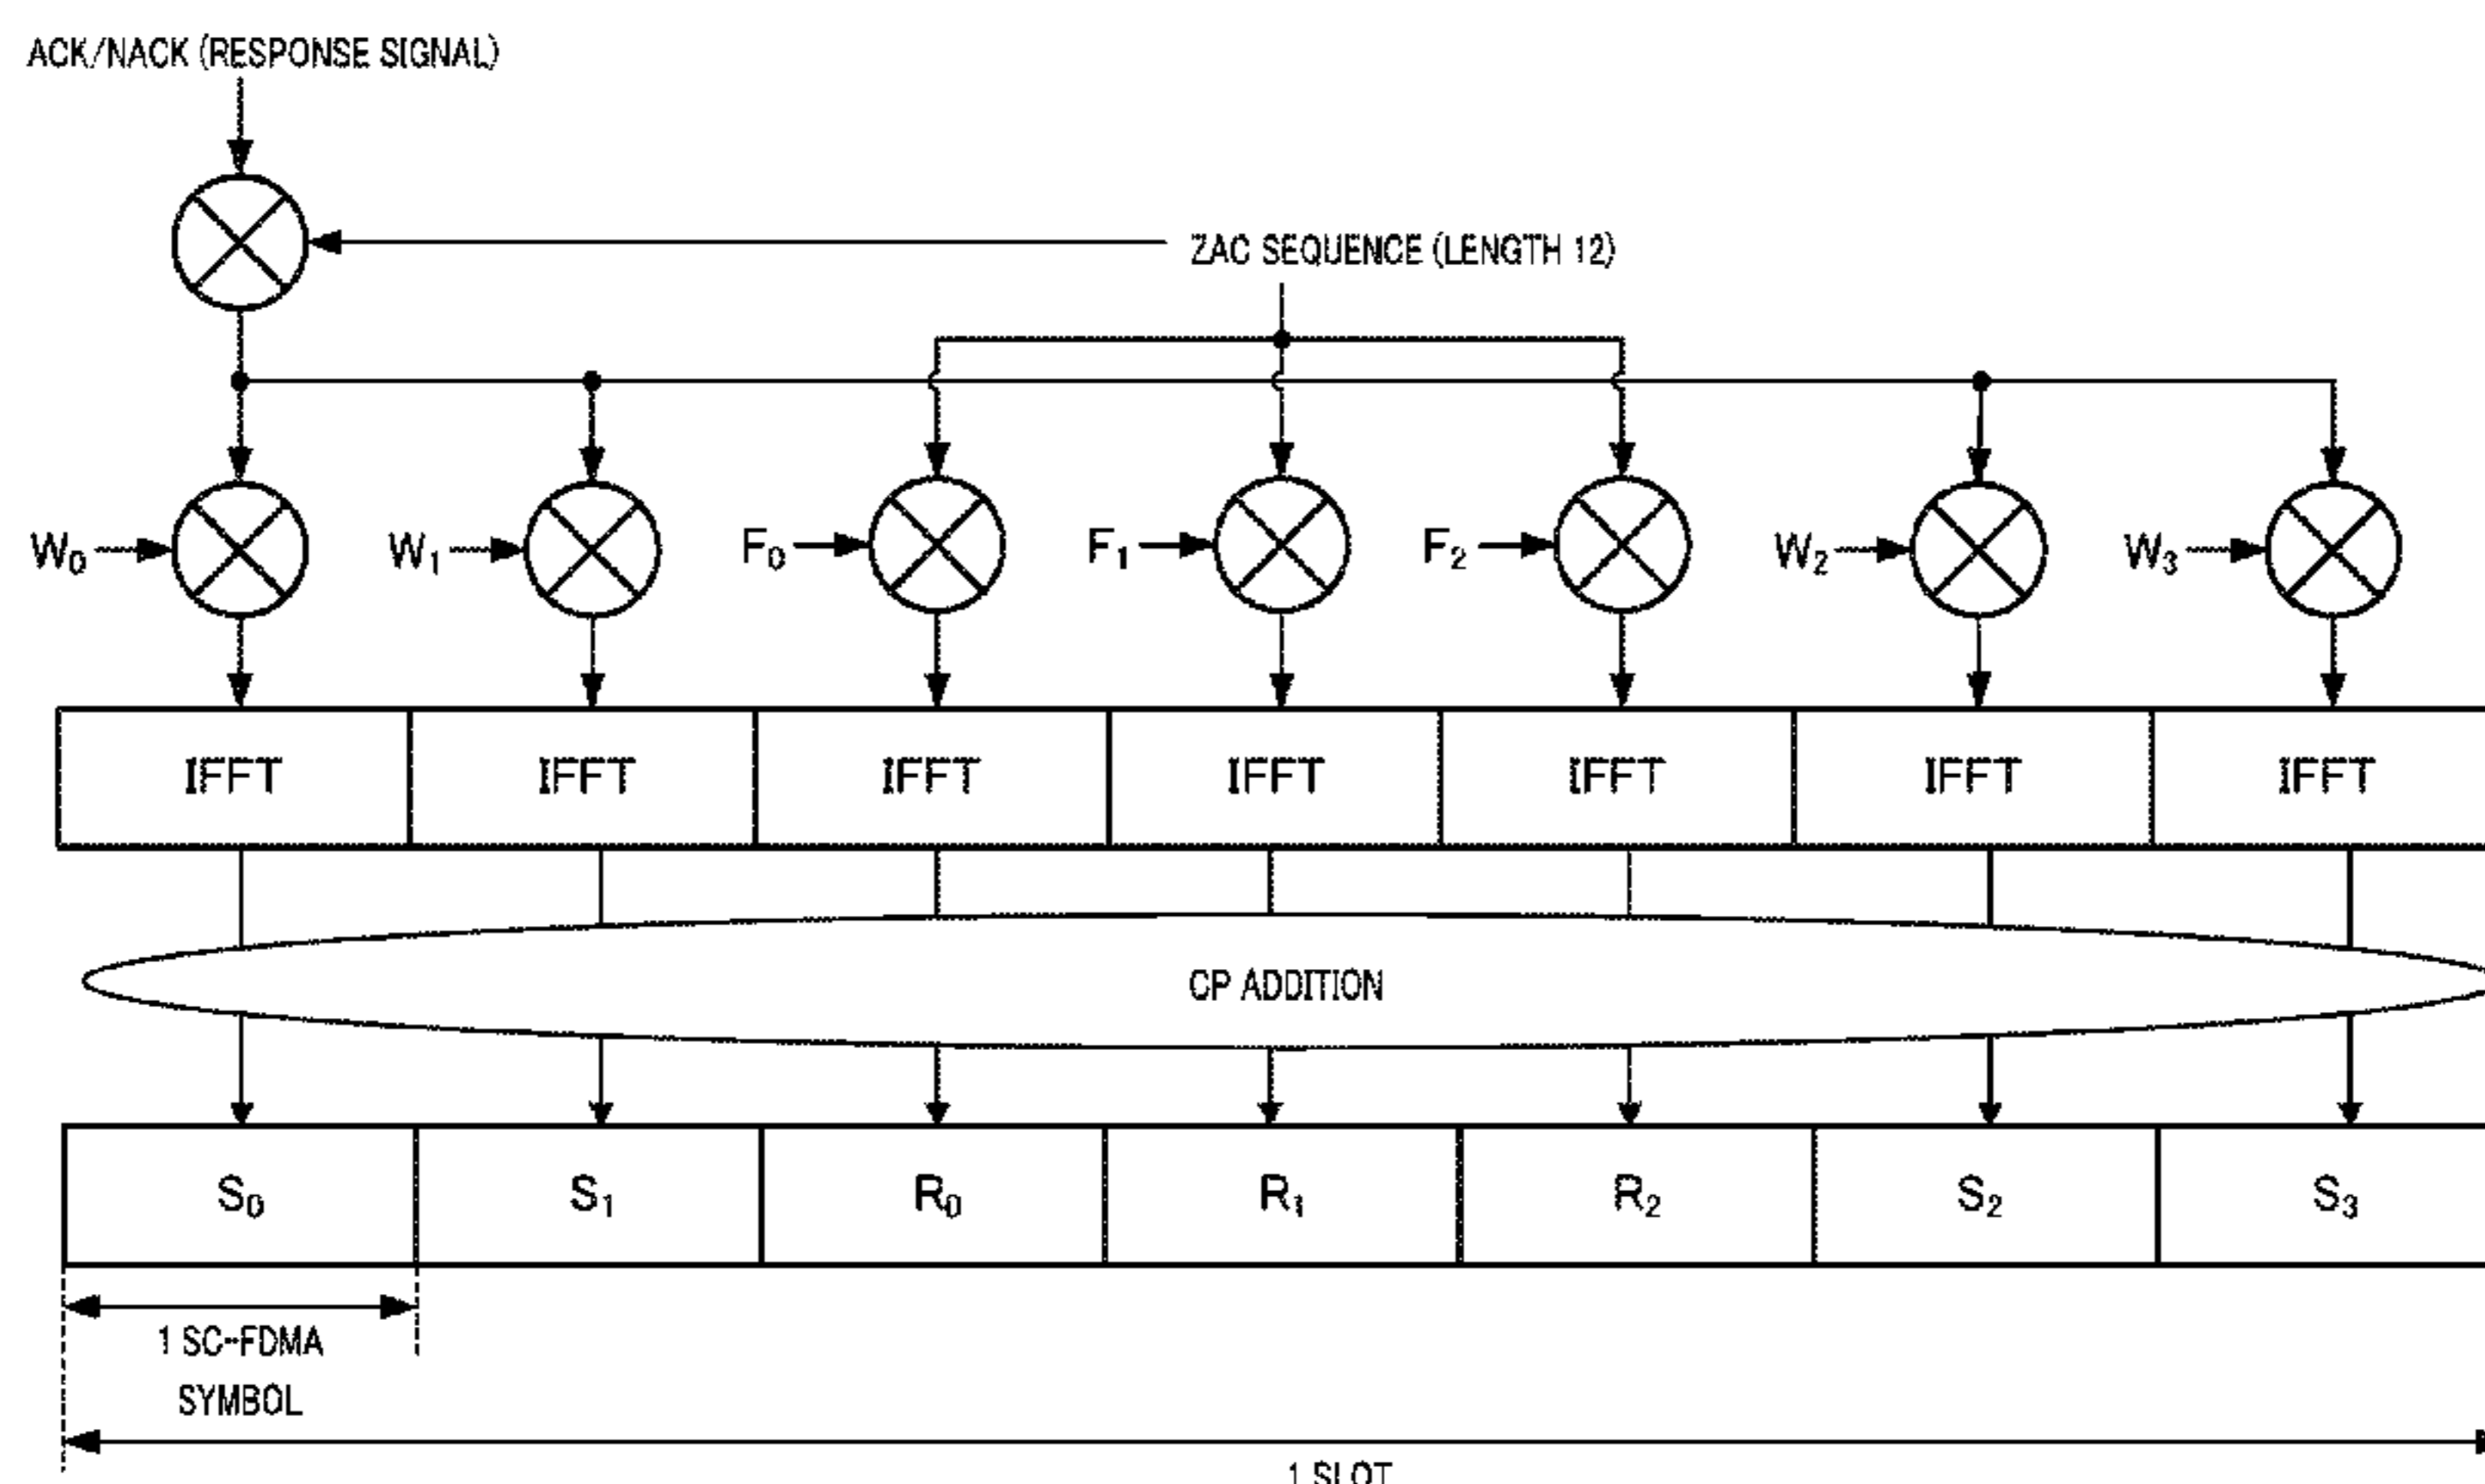 ACK/NACK (RESPONSE SIGNAL)
ZAC SEQUENCE (LENGTH 12)
W₀ W₁ F₀ F₁ F₂ W₂ W₃
IFFT IFFT IFFT IFFT IFFT IFFT IFFT
CP ADDITION
S₀ S₁ R₀ R₁ R₂ S₂ S₃
1 SC-FDMA
SYMBOL
1 SLOT